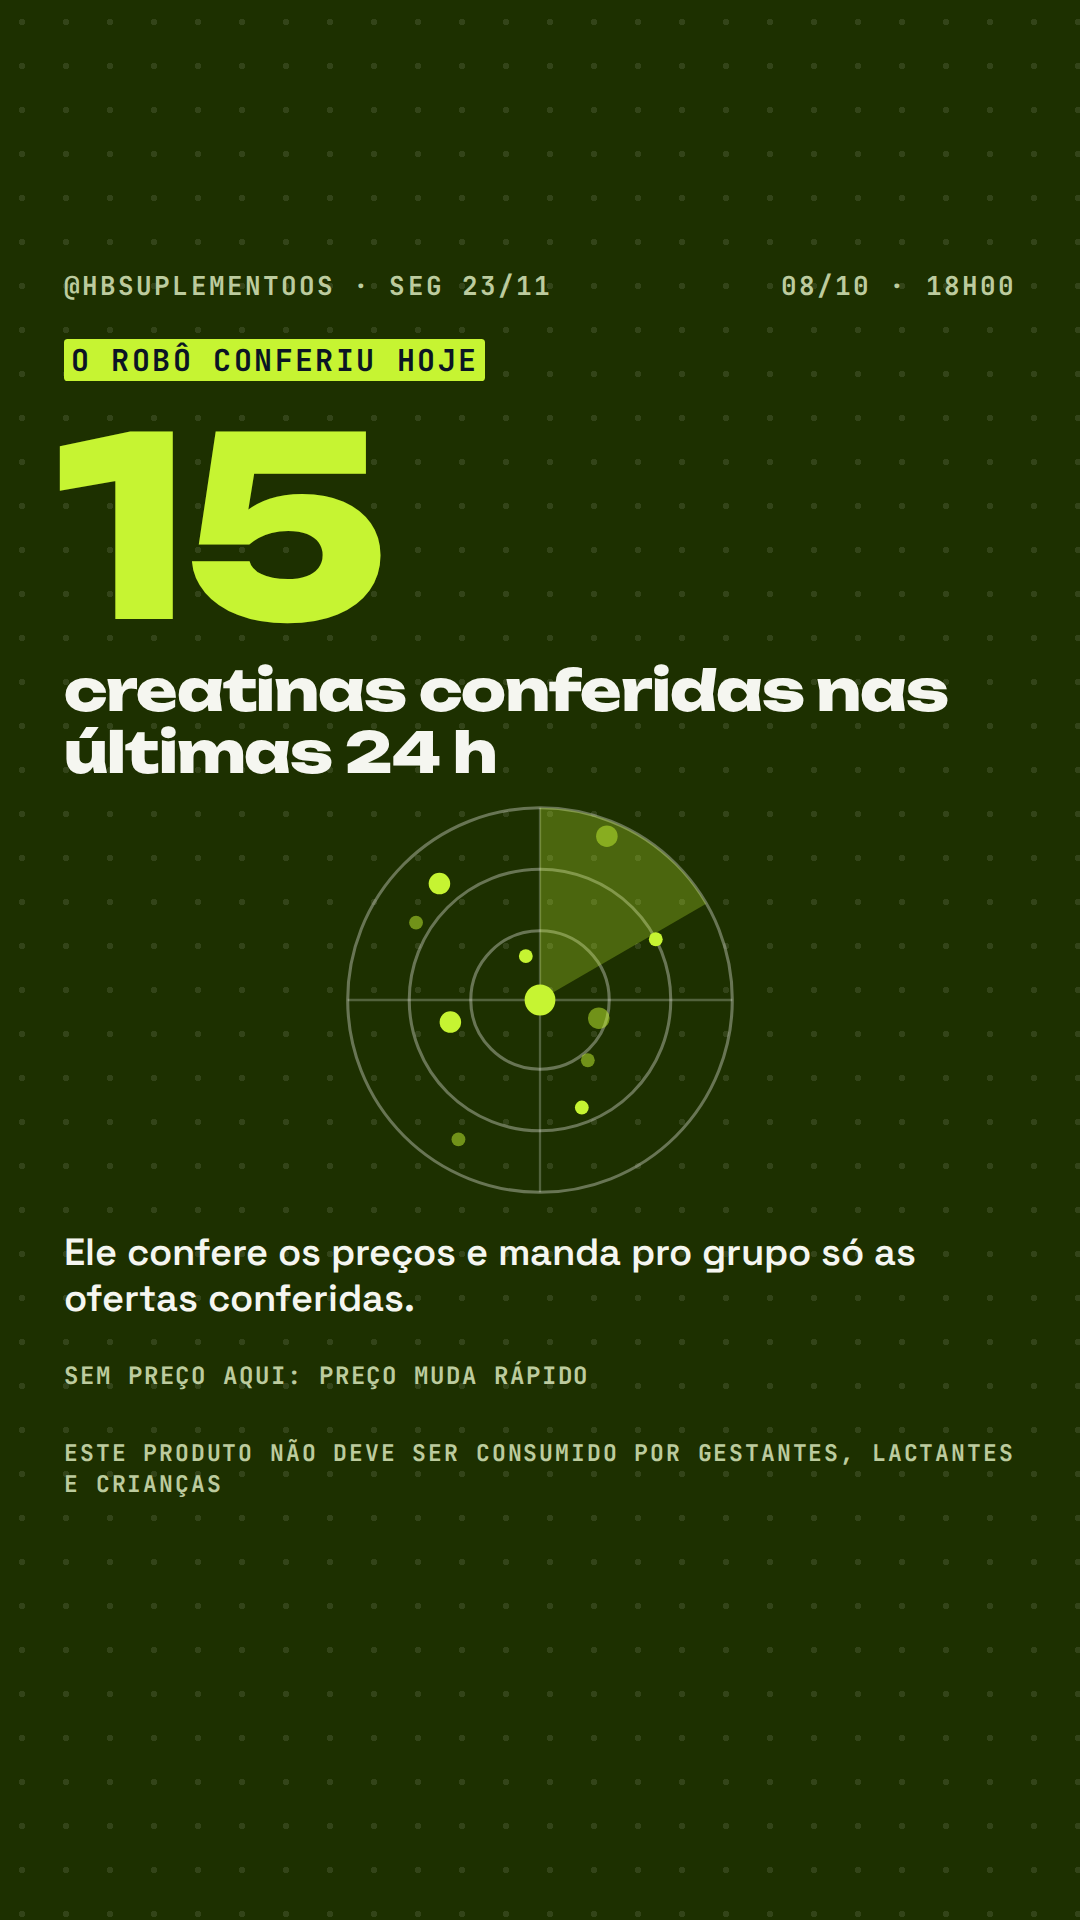 @HBSUPLEMENTOOS · SEG 23/11
08/10 · 18H00
O ROBÔ CONFERIU HOJE
15
creatinas conferidas nas
últimas 24 h
Ele confere os preços e manda pro grupo só as
ofertas conferidas.
SEM PREÇO AQUI: PREÇO MUDA RÁPIDO
ESTE PRODUTO NÃO DEVE SER CONSUMIDO POR GESTANTES, LACTANTES
E CRIANÇAS